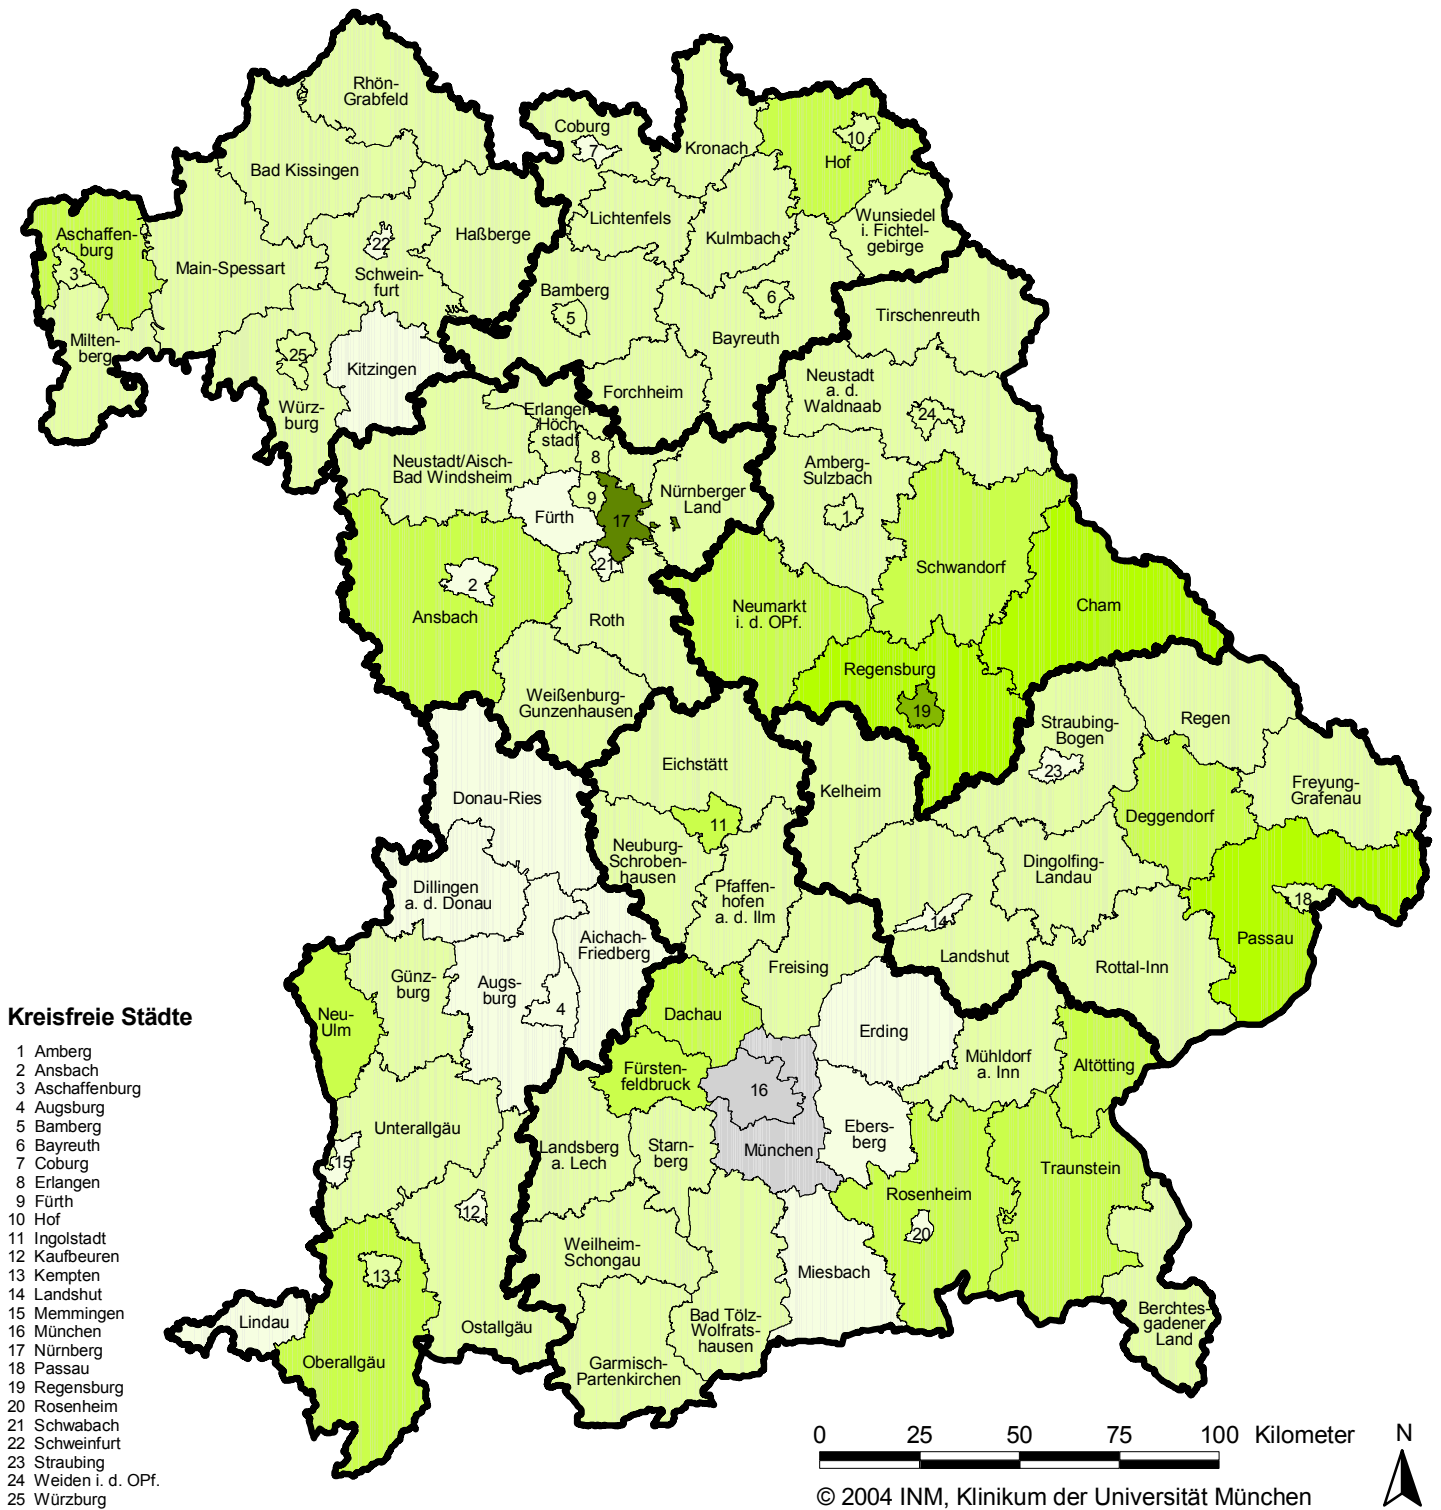 Rhön-
Grabfeld
Coburg
7
Kronach
10
Hof
Bad Kissingen
Lichtenfels
Wunsiedel
i. Fichtel-
gebirge
Kulmbach
Aschaffen-
burg
3
Main-Spessart
22
Schwein-
furt
Haßberge
Bamberg
5
6
Bayreuth
Tirschenreuth
Milten-
berg
25
Würz-
burg
Kitzingen
Forchheim
Neustadt
a. d.
Waldnaab
24
Erlangen
Höch
stadt
8
Neustadt/Aisch-
Bad Windsheim
Amberg-
Sulzbach
1
Nürnberger
Land
9
Fürth
17
21
2
Ansbach
Roth
Schwandorf
Neumarkt
i. d. OPf.
Cham
Regensburg
19
Weißenburg-
Gunzenhausen
Straubing-
Bogen
23
Regen
Eichstätt
Kelheim
Freyung-
Grafenau
Donau-Ries
11
Deggendorf
Neuburg-
Schroben-
hausen
Dingolfing-
Landau
Dillingen
a. d. Donau
Pfaffen-
hofen
a. d. Ilm
14
Landshut
18
Passau
Aichach-
Friedberg
Freising
Rottal-Inn
Günz-
burg
Augs-
burg
4
Neu-
Ulm
Dachau
Erding
Mühldorf
a. Inn
Altötting
Fürsten-
feldbruck
16
München
Ebers-
berg
Unterallgäu
15
Landsberg
a. Lech
Starn-
berg
Traunstein
Rosenheim
20
12
Weilheim-
Schongau
Miesbach
13
Lindau
Oberallgäu
Ostallgäu
Bad Tölz-
Wolfrats-
hausen
Garmisch-
Partenkirchen
Berchtes-
gadener
Land
Kreisfreie Städte
1 Amberg
2 Ansbach
3 Aschaffenburg
4 Augsburg
5 Bamberg
6 Bayreuth
7 Coburg
8 Erlangen
9 Fürth
10 Hof
11 Ingolstadt
12 Kaufbeuren
13 Kempten
14 Landshut
15 Memmingen
16 München
17 Nürnberg
18 Passau
19 Regensburg
20 Rosenheim
21 Schwabach
22 Schweinfurt
23 Straubing
24 Weiden i. d. OPf.
25 Würzburg
0 25 50 75 100 Kilometer
N
© 2004 INM, Klinikum der Universität München